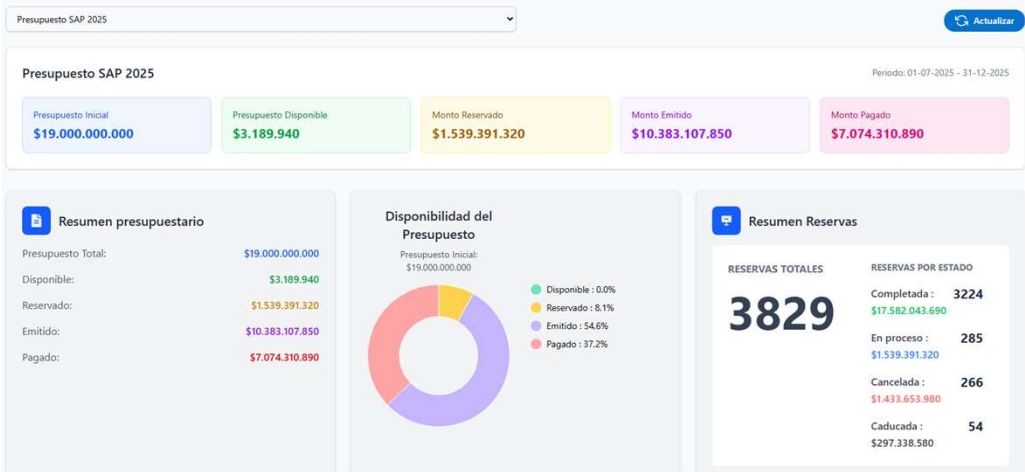 Presupuesto SAP 2025
Actualizar
Presupuesto SAP 2025
Periodo: 01-07-2025 - 31-12-2025
Presupuesto Inicial
$19.000.000.000
Presupuesto Disponible
$3.189.940
Monto Reservado
$1.539.391.320
Monto Emitido
$10.383.107.850
Monto Pagado
$7.074.310.890
Resumen presupuestario
Presupuesto Total: $19.000.000.000
Disponible: $3.189.940
Reservado: $1.539.391.320
Emitido: $10.383.107.850
Pagado: $7.074.310.890
Disponibilidad del
Presupuesto
Presupuesto Inicial:
$19.000.000.000
Disponible : 0.0%
Reservado : 8,1%
Emitido : 54,6%
Pagado : 37,2%
Resumen Reservas
RESERVAS TOTALES
3829
RESERVAS POR ESTADO
Completada : 3224
$17.582.043.690
En proceso : 285
$1.539.391.320
Cancelada : 266
$1.433.653.980
Caducada : 54
$297.338.580